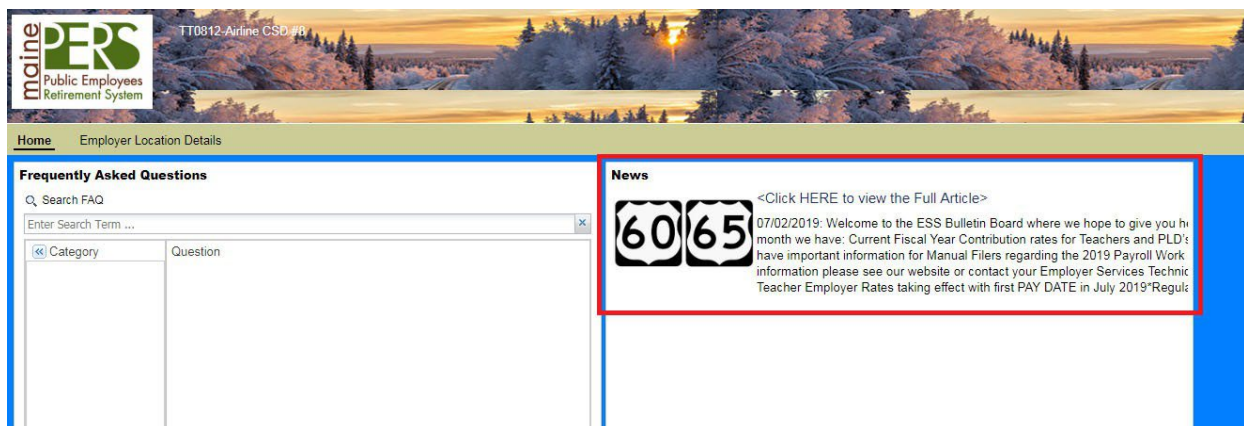 maine
PERS
Public Employees
Retirement System
TT0812-Airline CSD #8
Home Employer Location Details
Frequently Asked Questions
Search FAQ
Enter Search Term ...
Category Question
News
<Click HERE to view the Full Article>
60 65
07/02/2019: Welcome to the ESS Bulletin Board where we hope to give you
month we have: Current Fiscal Year Contribution rates for Teachers and PLD's
have important information for Manual Filers regarding the 2019 Payroll Work
information please see our website or contact your Employer Services
Teacher Employer Rates taking effect with first PAY DATE in July 2019*